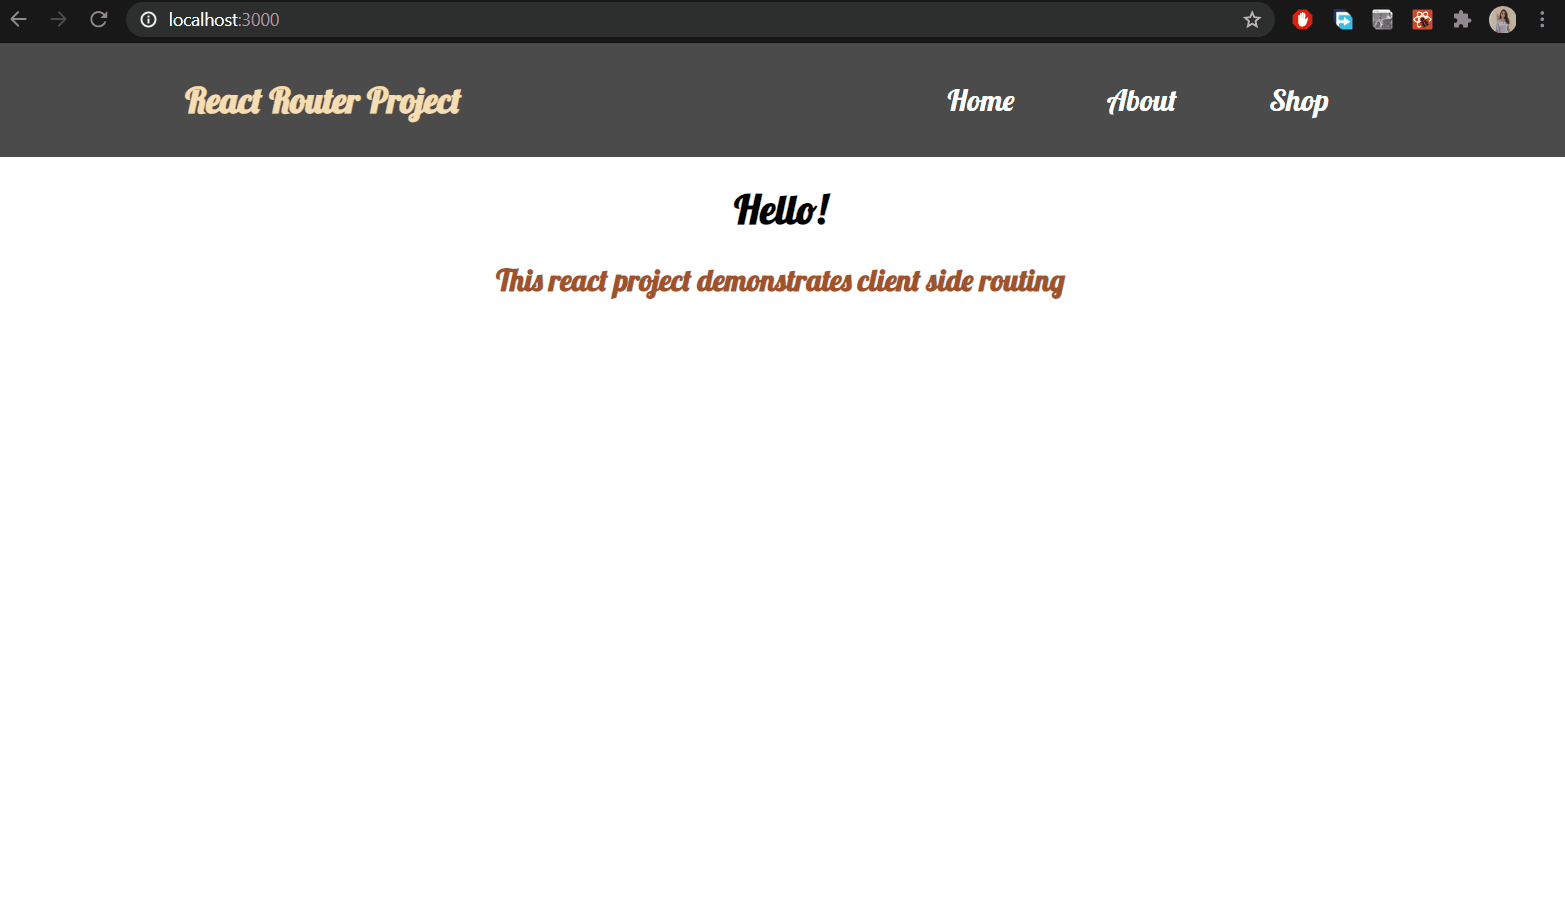 localhost:3000
React Router Project Home About Shop
Hello!
This react project demonstrates client side routing